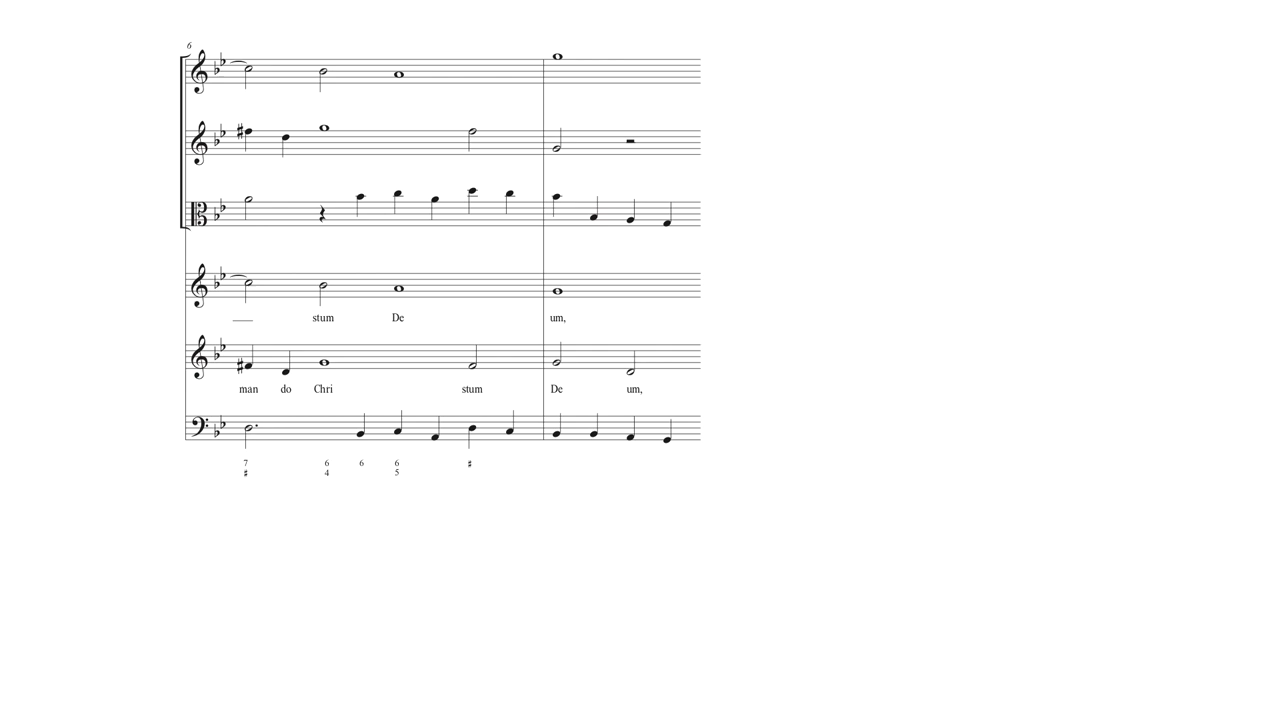 6
stum De um,
man do Chri stum De um,
7 6 6 6 ♯
♯ 4 5